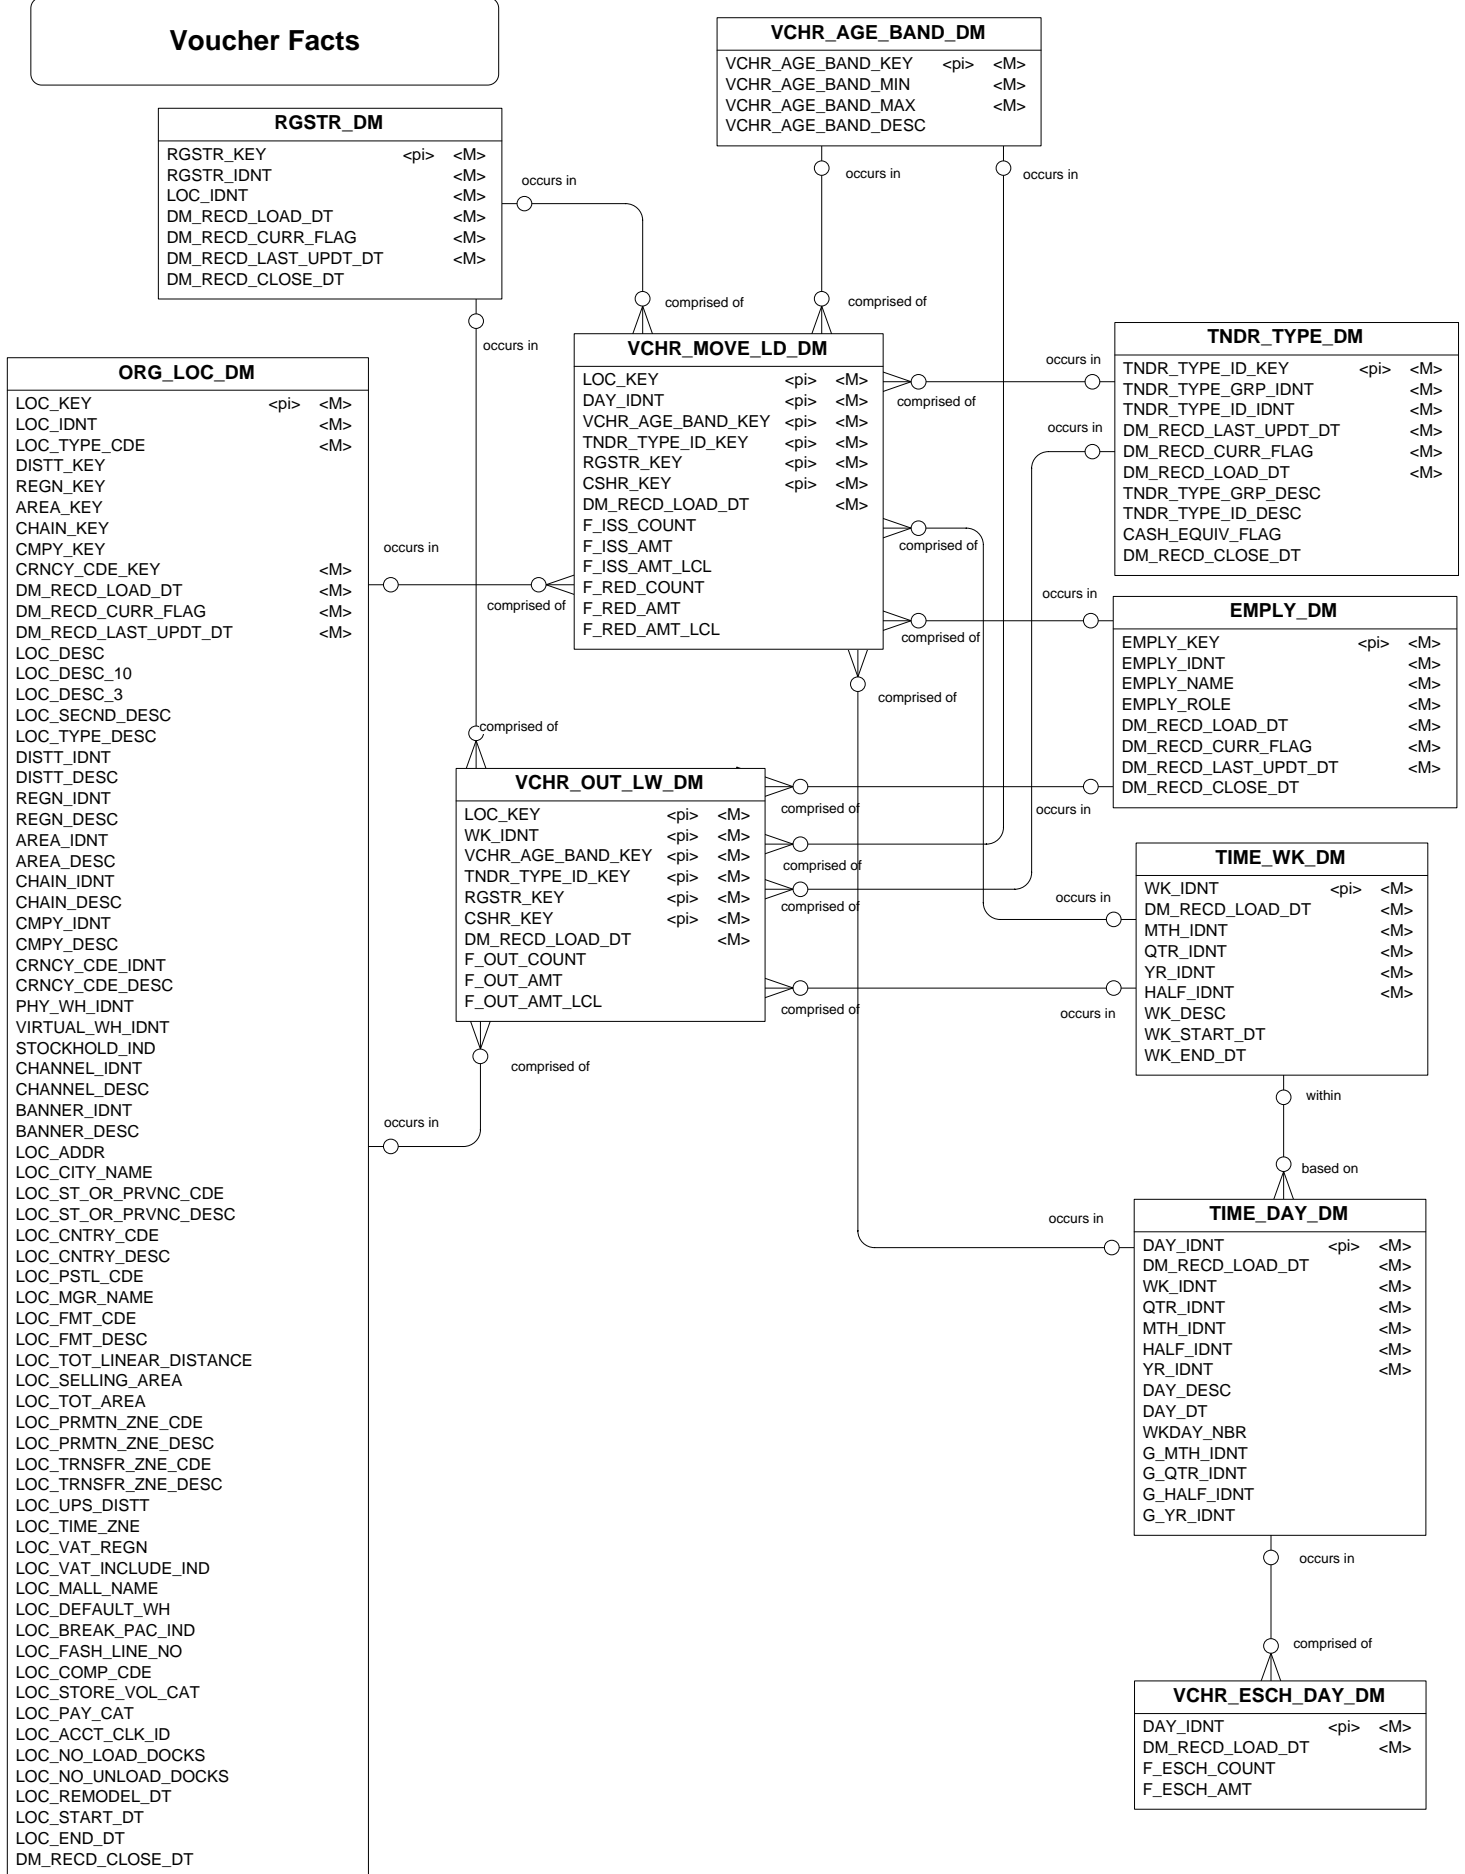 Voucher Facts
VCHR_AGE_BAND_DM
VCHR_AGE_BAND_KEY <pi> <M>
VCHR_AGE_BAND_MIN <M>
VCHR_AGE_BAND_MAX <M>
VCHR_AGE_BAND_DESC
occurs in
occurs in
RGSTR_DM
RGSTR_KEY <pi> <M>
RGSTR_IDNT <M>
LOC_IDNT <M>
DM_RECD_LOAD_DT <M>
DM_RECD_CURR_FLAG <M>
DM_RECD_LAST_UPDT_DT <M>
DM_RECD_CLOSE_DT
occurs in
comprised of
comprised of
occurs in
VCHR_MOVE_LD_DM
LOC_KEY <pi> <M>
DAY_IDNT <pi> <M>
VCHR_AGE_BAND_KEY <pi> <M>
TNDR_TYPE_ID_KEY <pi> <M>
RGSTR_KEY <pi> <M>
CSHR_KEY <pi> <M>
DM_RECD_LOAD_DT <M>
F_ISS_COUNT
F_ISS_AMT
F_ISS_AMT_LCL
F_RED_COUNT
F_RED_AMT
F_RED_AMT_LCL
occurs in
comprised of
occurs in
comprised of
occurs in
comprised of
comprised of
TNDR_TYPE_DM
TNDR_TYPE_ID_KEY <pi> <M>
TNDR_TYPE_GRP_IDNT <M>
TNDR_TYPE_ID_IDNT <M>
DM_RECD_LAST_UPDT_DT <M>
DM_RECD_CURR_FLAG <M>
DM_RECD_LOAD_DT <M>
TNDR_TYPE_GRP_DESC
TNDR_TYPE_ID_DESC
CASH_EQUIV_FLAG
DM_RECD_CLOSE_DT
ORG_LOC_DM
LOC_KEY <pi> <M>
LOC_IDNT <M>
LOC_TYPE_CDE <M>
DISTT_KEY
REGN_KEY
AREA_KEY
CHAIN_KEY
CMPY_KEY
CRNCY_CDE_KEY <M>
DM_RECD_LOAD_DT <M>
DM_RECD_CURR_FLAG <M>
DM_RECD_LAST_UPDT_DT <M>
LOC_DESC
LOC_DESC_10
LOC_DESC_3
LOC_SECND_DESC
LOC_TYPE_DESC
DISTT_IDNT
DISTT_DESC
REGN_IDNT
REGN_DESC
AREA_IDNT
AREA_DESC
CHAIN_IDNT
CHAIN_DESC
CMPY_IDNT
CMPY_DESC
CRNCY_CDE_IDNT
CRNCY_CDE_DESC
PHY_WH_IDNT
VIRTUAL_WH_IDNT
STOCKHOLD_IND
CHANNEL_IDNT
CHANNEL_DESC
BANNER_IDNT
BANNER_DESC
LOC_ADDR
LOC_CITY_NAME
LOC_ST_OR_PRVNC_CDE
LOC_ST_OR_PRVNC_DESC
LOC_CNTRY_CDE
LOC_CNTRY_DESC
LOC_PSTL_CDE
LOC_MGR_NAME
LOC_FMT_CDE
LOC_FMT_DESC
LOC_TOT_LINEAR_DISTANCE
LOC_SELLING_AREA
LOC_TOT_AREA
LOC_PRMTN_ZNE_CDE
LOC_PRMTN_ZNE_DESC
LOC_TRNSFR_ZNE_CDE
LOC_TRNSFR_ZNE_DESC
LOC_UPS_DISTT
LOC_TIME_ZNE
LOC_VAT_REGN
LOC_VAT_INCLUDE_IND
LOC_MALL_NAME
LOC_DEFAULT_WH
LOC_BREAK_PAC_IND
LOC_FASH_LINE_NO
LOC_COMP_CDE
LOC_STORE_VOL_CAT
LOC_PAY_CAT
LOC_ACCT_CLK_ID
LOC_NO_LOAD_DOCKS
LOC_NO_UNLOAD_DOCKS
LOC_REMODEL_DT
LOC_START_DT
LOC_END_DT
DM_RECD_CLOSE_DT
occurs in
comprised of
EMPLY_DM
EMPLY_KEY <pi> <M>
EMPLY_IDNT <M>
EMPLY_NAME <M>
EMPLY_ROLE <M>
DM_RECD_LOAD_DT <M>
DM_RECD_CURR_FLAG <M>
DM_RECD_LAST_UPDT_DT <M>
DM_RECD_CLOSE_DT
comprised of
comprised of
VCHR_OUT_LW_DM
LOC_KEY <pi> <M>
WK_IDNT <pi> <M>
VCHR_AGE_BAND_KEY <pi> <M>
TNDR_TYPE_ID_KEY <pi> <M>
RGSTR_KEY <pi> <M>
CSHR_KEY <pi> <M>
DM_RECD_LOAD_DT <M>
F_OUT_COUNT
F_OUT_AMT
F_OUT_AMT_LCL
comprised of
occurs in
comprised of
comprised of
occurs in
comprised of
occurs in
comprised of
occurs in
TIME_WK_DM
WK_IDNT <pi> <M>
DM_RECD_LOAD_DT <M>
MTH_IDNT <M>
QTR_IDNT <M>
YR_IDNT <M>
HALF_IDNT <M>
WK_DESC
WK_START_DT
WK_END_DT
within
based on
occurs in
TIME_DAY_DM
DAY_IDNT <pi> <M>
DM_RECD_LOAD_DT <M>
WK_IDNT <M>
QTR_IDNT <M>
MTH_IDNT <M>
HALF_IDNT <M>
YR_IDNT <M>
DAY_DESC
DAY_DT
WKDAY_NBR
G_MTH_IDNT
G_QTR_IDNT
G_HALF_IDNT
G_YR_IDNT
occurs in
comprised of
VCHR_ESCH_DAY_DM
DAY_IDNT <pi> <M>
DM_RECD_LOAD_DT <M>
F_ESCH_COUNT
F_ESCH_AMT